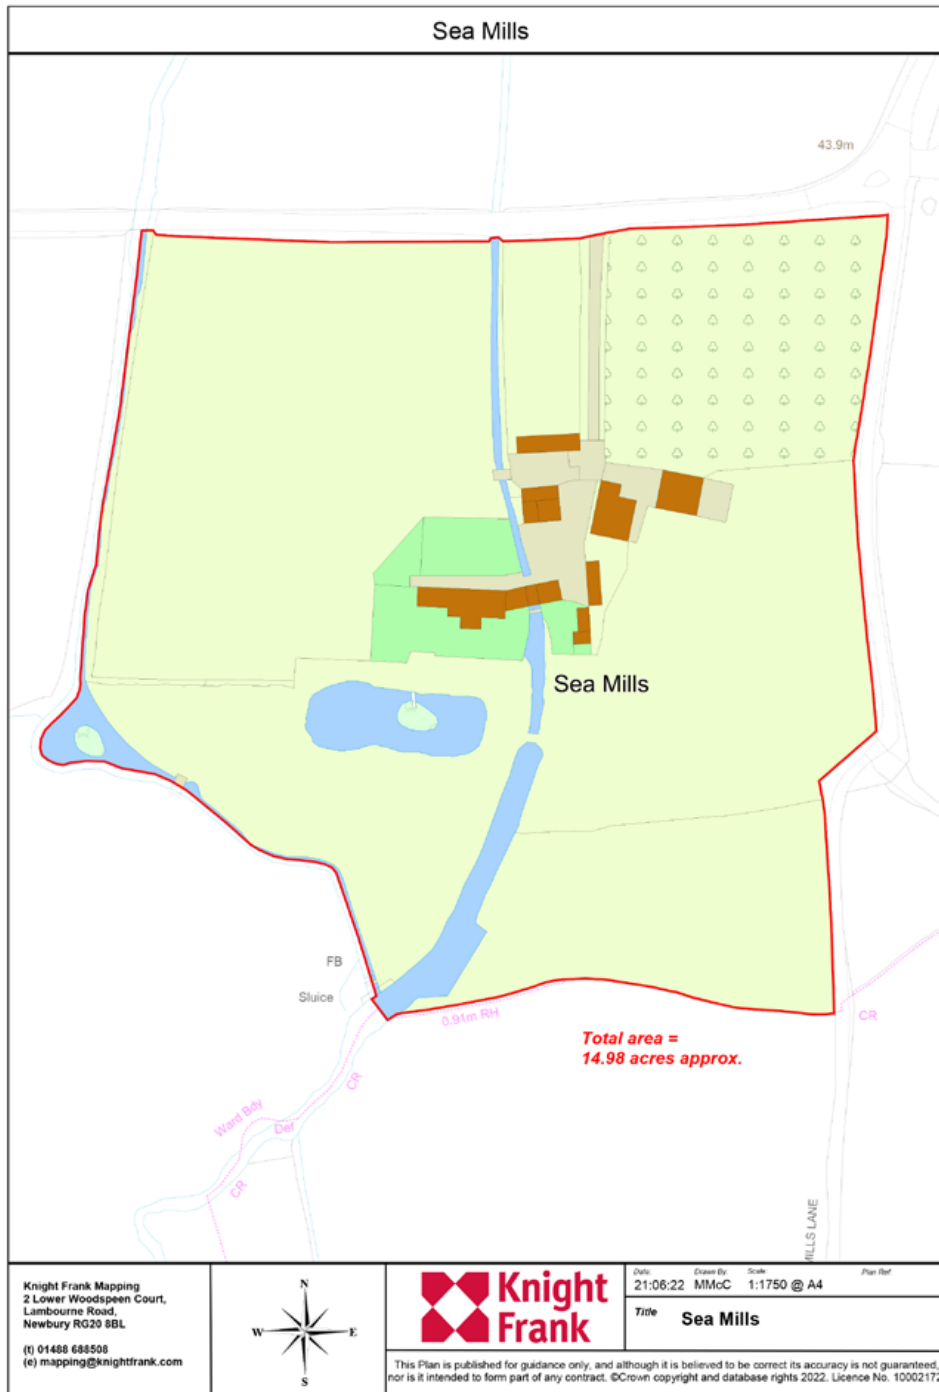 Sea Mills
43.9m
Sea Mills
FB
Sluice
0.91m RH
CR
Total area =
14.98 acres approx.
CR
Ward Bdy
Def
CR
MILLS LANE
Knight Frank Mapping
2 Lower Woodspeen Court,
Lambourne Road,
Newbury RG20 8BL
(t) 01488 688508
(e) mapping@knightfrank.com
N
W E
S
Knight
Frank
Date: Drawn By: Scale Plan Ref:
21:06:22 MMcC 1:1750 @ A4
Title Sea Mills
This Plan is published for guidance only, and although it is believed to be correct its accuracy is not guaranteed,
nor is it intended to form part of any contract. ©Crown copyright and database rights 2022. Licence No. 10002172